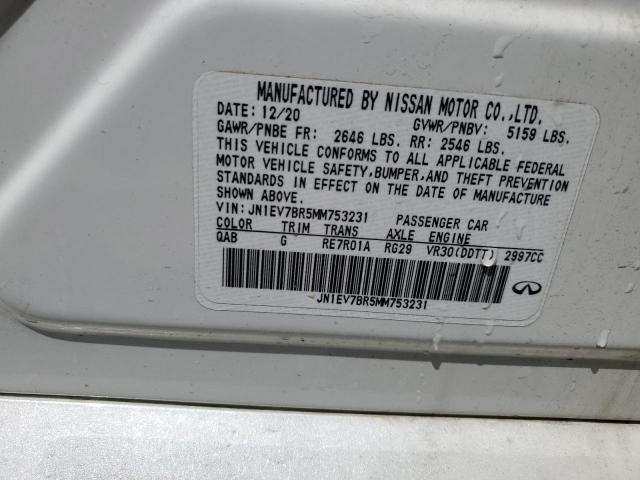 MANUFACTURED BY NISSAN MOTOR CO.,LTD.
DATE: 12/20 GVWR/PNBV: 5159 LBS.
GAWR/PNBE FR: 2646 LBS. RR: 2546 LBS.
THIS VEHICLE CONFORMS TO ALL APPLICABLE FEDERAL
MOTOR VEHICLE SAFETY, BUMPER, AND THEFT PREVENTION
STANDARDS IN EFFECT ON THE DATE OF MANUFACTURE
SHOWN ABOVE.
VIN: JN1EV7BR5MM753231 PASSENGER CAR
COLOR TRIM TRANS AXLE ENGINE
QAB G RE7R01A RG29 VR30(DDTT) 2997CC
JN1EV7BR5MM753231